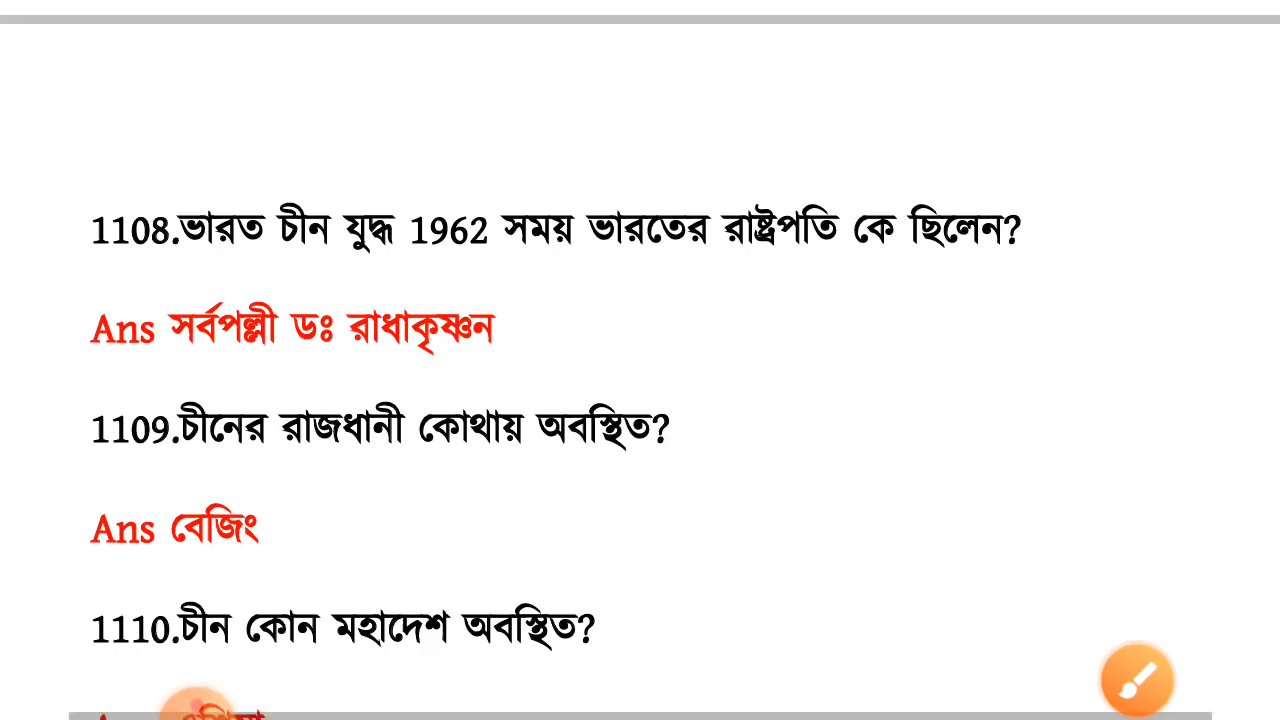 1108.ভারত চীন যুদ্ধ 1962 সময় ভারতের রাষ্ট্রপতি কে ছিলেন?
Ans সর্বপল্লী ডঃ রাধাকৃষ্ণন
1109.চীনের রাজধানী কোথায় অবস্থিত?
Ans বেজিং
1110.চীন কোন মহাদেশ অবস্থিত?